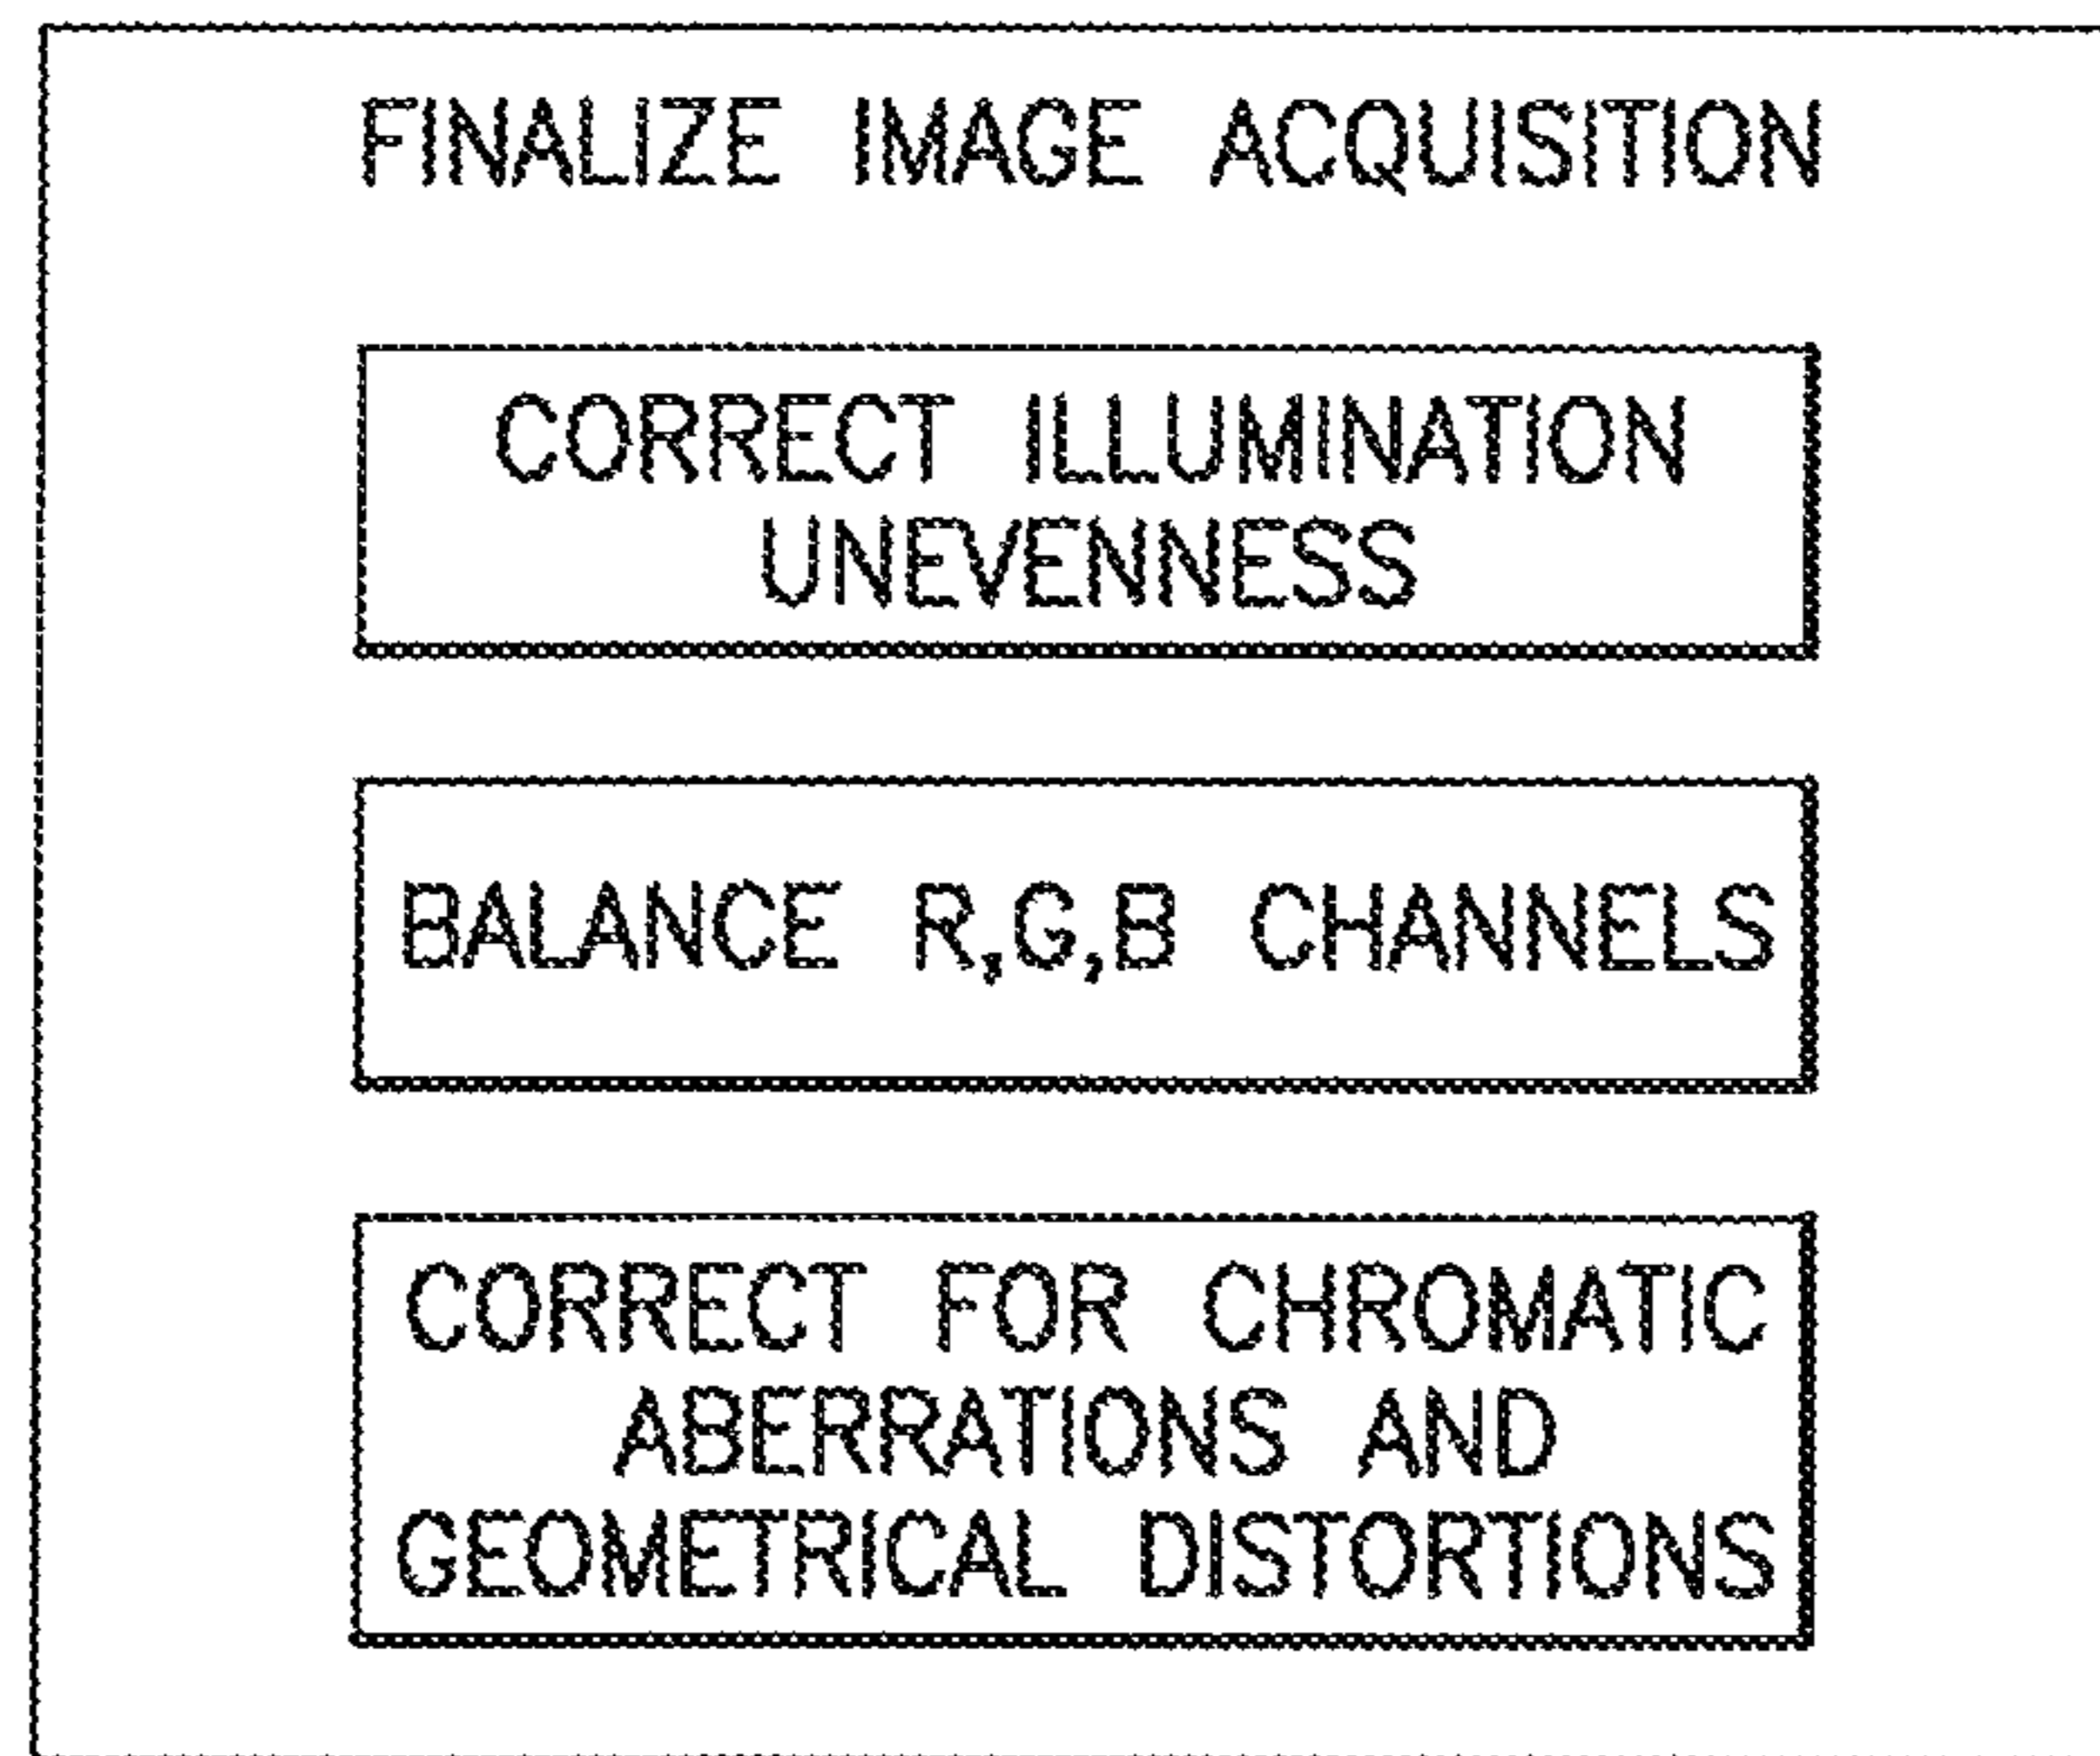 FINALIZE IMAGE ACQUISITION
CORRECT ILLUMINATION
UNEVENNESS
BALANCE R,G,B CHANNELS
CORRECT FOR CHROMATIC
ABERRATIONS AND
GEOMETRICAL DISTORTIONS